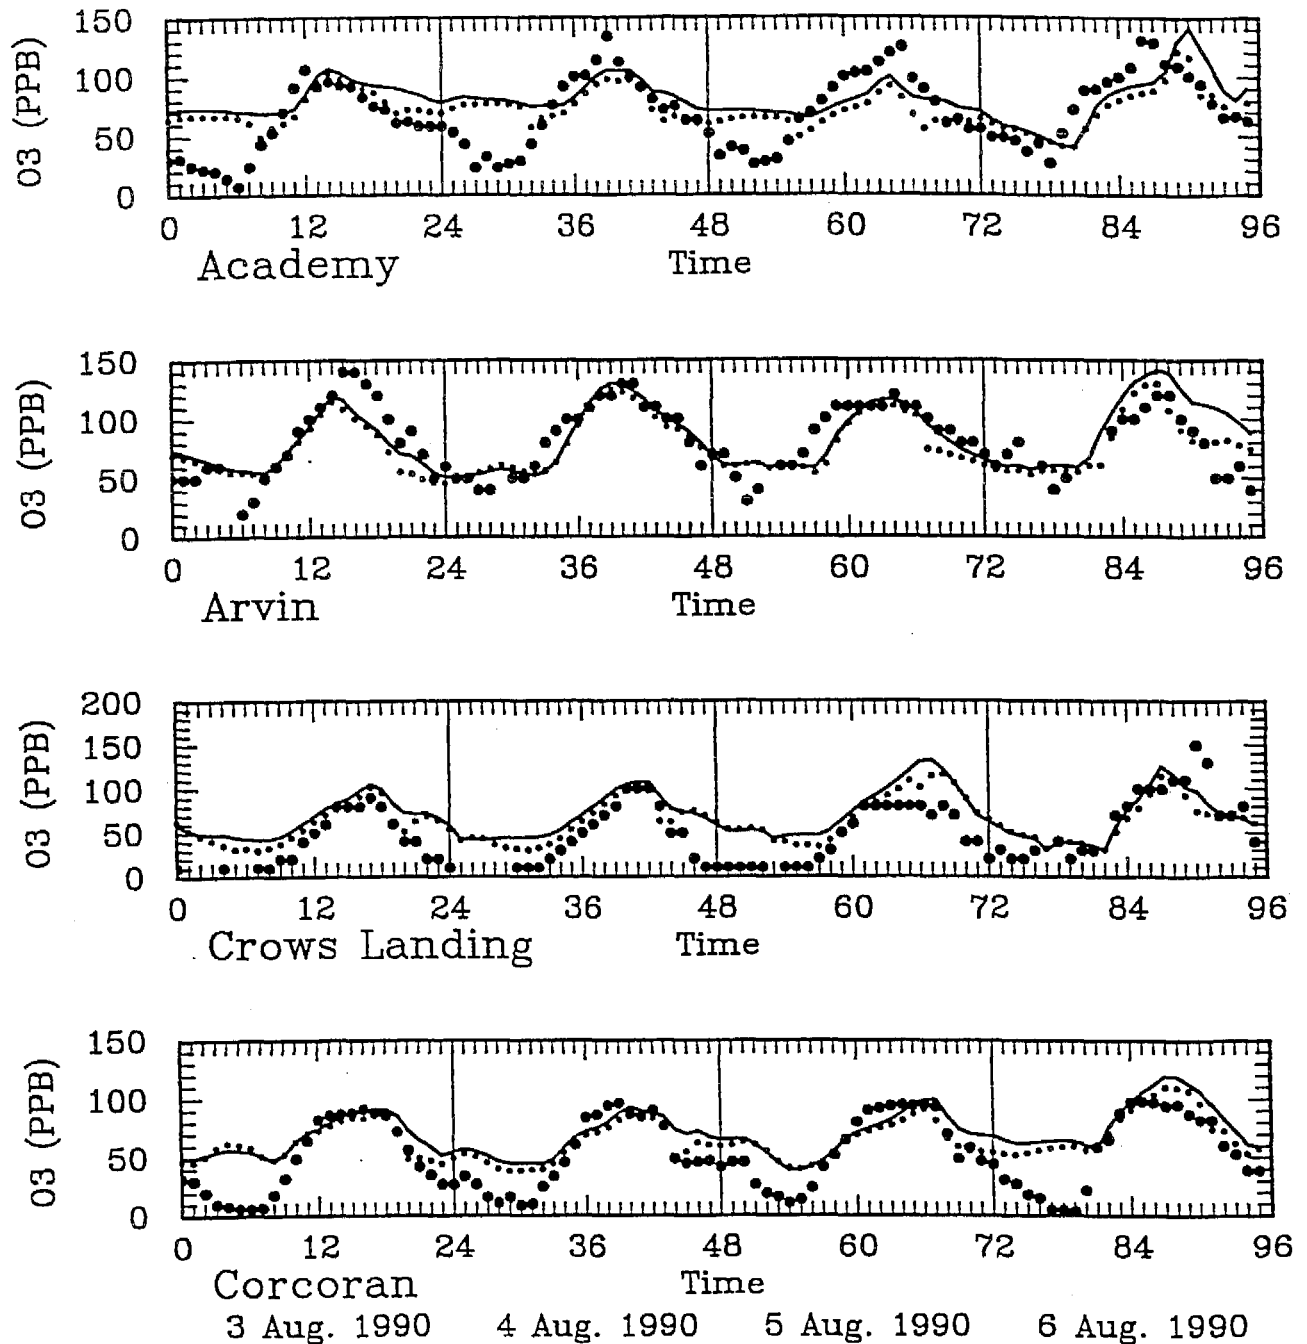 150
100
50
0
O3 (PPB)
0 12 24 36 48 60 72 84 96
Academy Time
150
100
50
0
O3 (PPB)
0 12 24 36 48 60 72 84 96
Arvin Time
200
150
100
50
0
O3 (PPB)
0 12 24 36 48 60 72 84 96
Crows Landing Time
150
100
50
0
O3 (PPB)
0 12 24 36 48 60 72 84 96
Corcoran Time
3 Aug. 1990 4 Aug. 1990 5 Aug. 1990 6 Aug. 1990